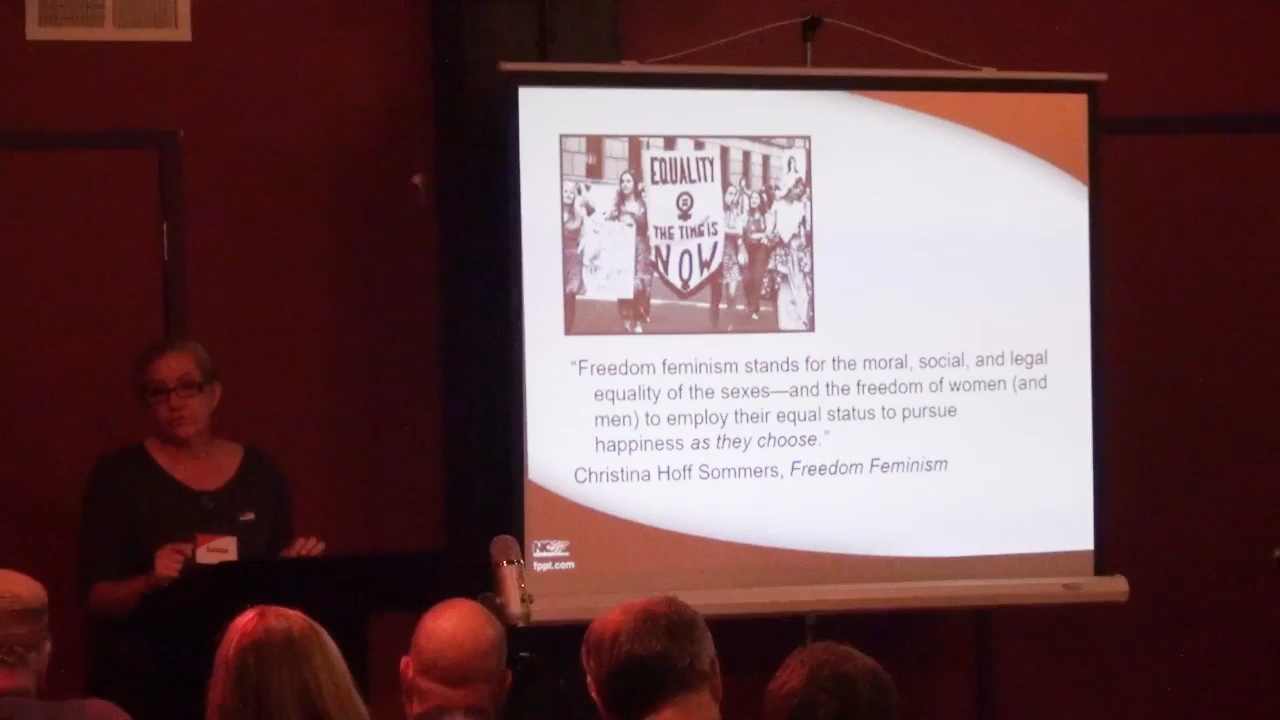 EQUALITY
THE TIME IS
NOW
“Freedom feminism stands for the moral, social, and legal
equality of the sexes—and the freedom of women (and
men) to employ their equal status to pursue
happiness as they choose.”
Christina Hoff Sommers, Freedom Feminism
fppt.com